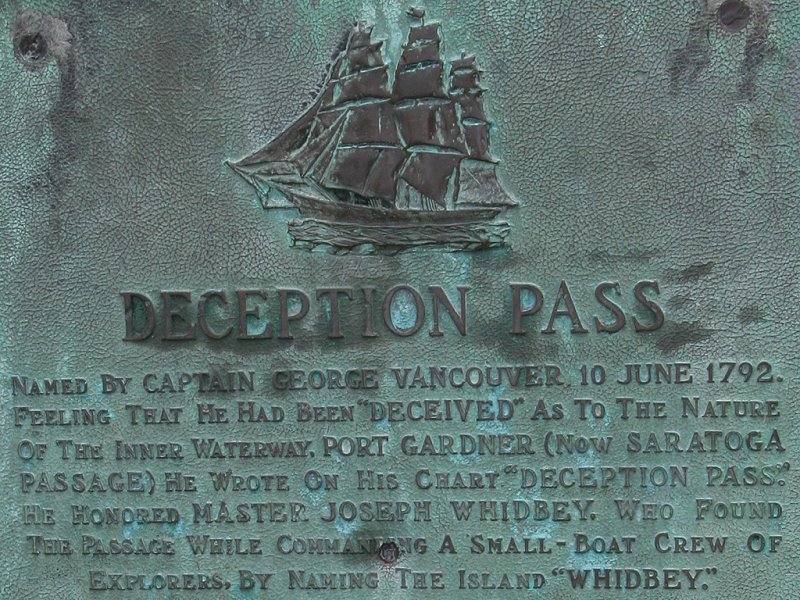 DECEPTION PASS
NAMED BY CAPTAIN GEORGE VANCOUVER, 10 JUNE 1792.
FEELING THAT HE HAD BEEN "DECEIVED" AS TO THE NATURE
OF THE INNER WATERWAY, PORT GARDNER (NOW SARATOGA
PASSAGE) HE WROTE ON HIS CHART "DECEPTION PASS."
HE HONORED MASTER JOSEPH WHIDBEY, WHO FOUND
THE PASSAGE WHILE COMMANDING A SMALL-BOAT CREW OF
EXPLORERS, BY NAMING THE ISLAND "WHIDBEY."